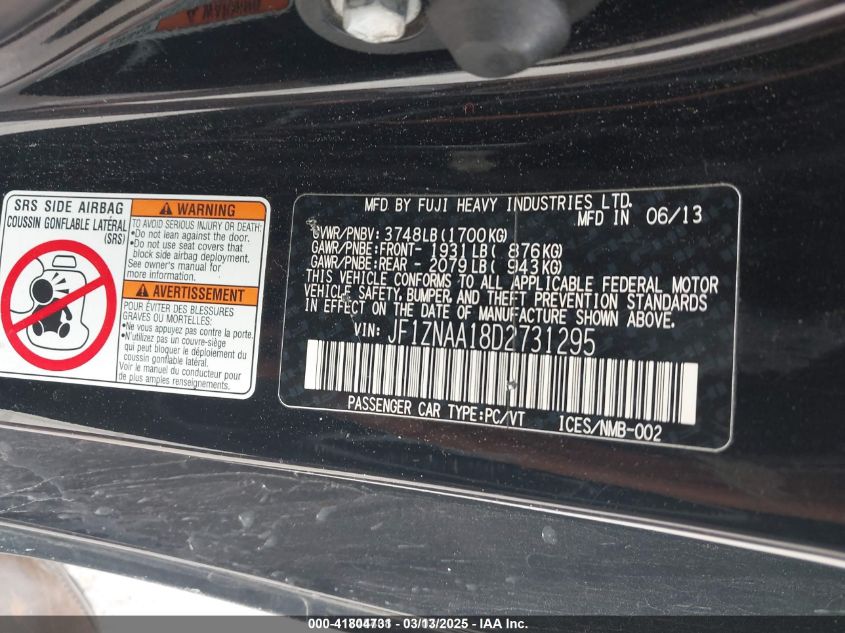 WARNING
SRS SIDE AIRBAG
COUSSIN GONFLABLE LATÉRAL
(SRS)
WARNING
TO AVOID SERIOUS INJURY OR DEATH:
•Do not lean against the door.
•Do not use seat covers that
block side airbag deployment.
See owner's manual for
more information.
AVERTISSEMENT
POUR ÉVITER DES BLESSURES
GRAVES OU MORTELLES:
•Ne vous appuyez pas contre la porte.
•N'utilisez pas un couvre-siège
qui peut bloquer le déploiement du
coussin gonflable latéral.
Voir le manuel du conducteur pour
de plus amples informations.
MFD BY FUJI HEAVY INDUSTRIES LTD.
MFD IN 06/13
GVWR/PNBV: 3748LB(1700KG)
GAWR/PNBE:FRONT- 1931LB( 876KG)
GAWR/PNBE:REAR - 2079LB( 943KG)
THIS VEHICLE CONFORMS TO ALL APPLICABLE FEDERAL MOTOR
VEHICLE SAFETY, BUMPER, AND THEFT PREVENTION STANDARDS
IN EFFECT ON THE DATE OF MANUFACTURE SHOWN ABOVE.
VIN: JF1ZNAA18D2731295
PASSENGER CAR TYPE:PC/VT ICES/NMB-002
000-41804731 - 03/13/2025 - IAA Inc.